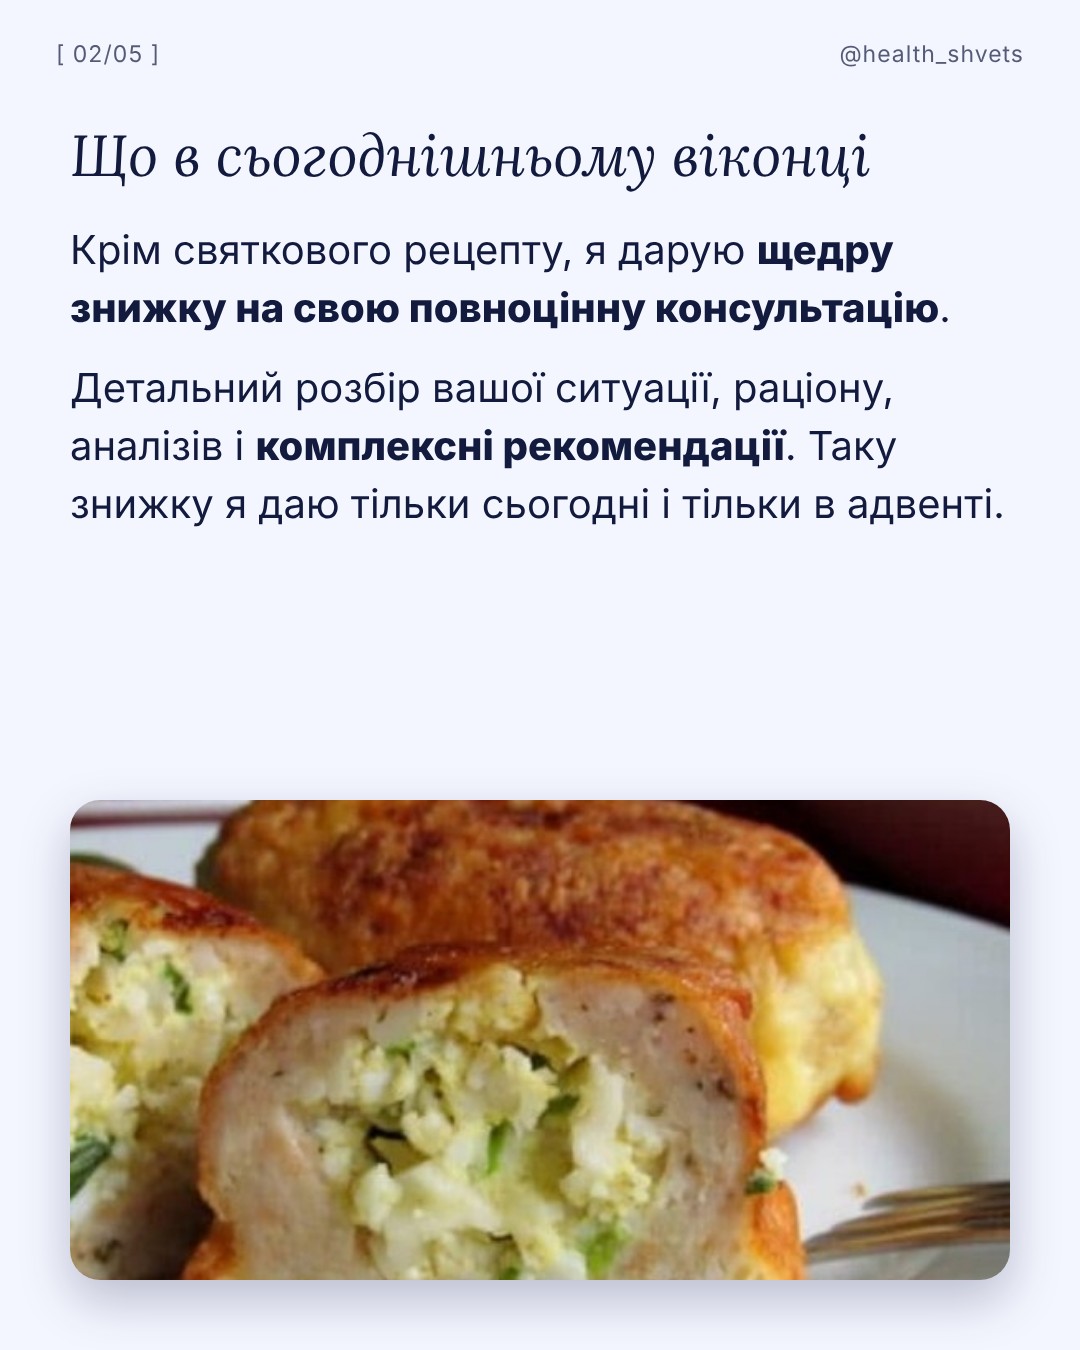 [ 02/05 ]
@health_shvets
Що в сьогоднішньому віконці
Крім святкового рецепту, я дарую щедру
знижку на свою повноцінну консультацію.
Детальний розбір вашої ситуації, раціону,
аналізів і комплексні рекомендації. Таку
знижку я даю тільки сьогодні і тільки в адвенті.